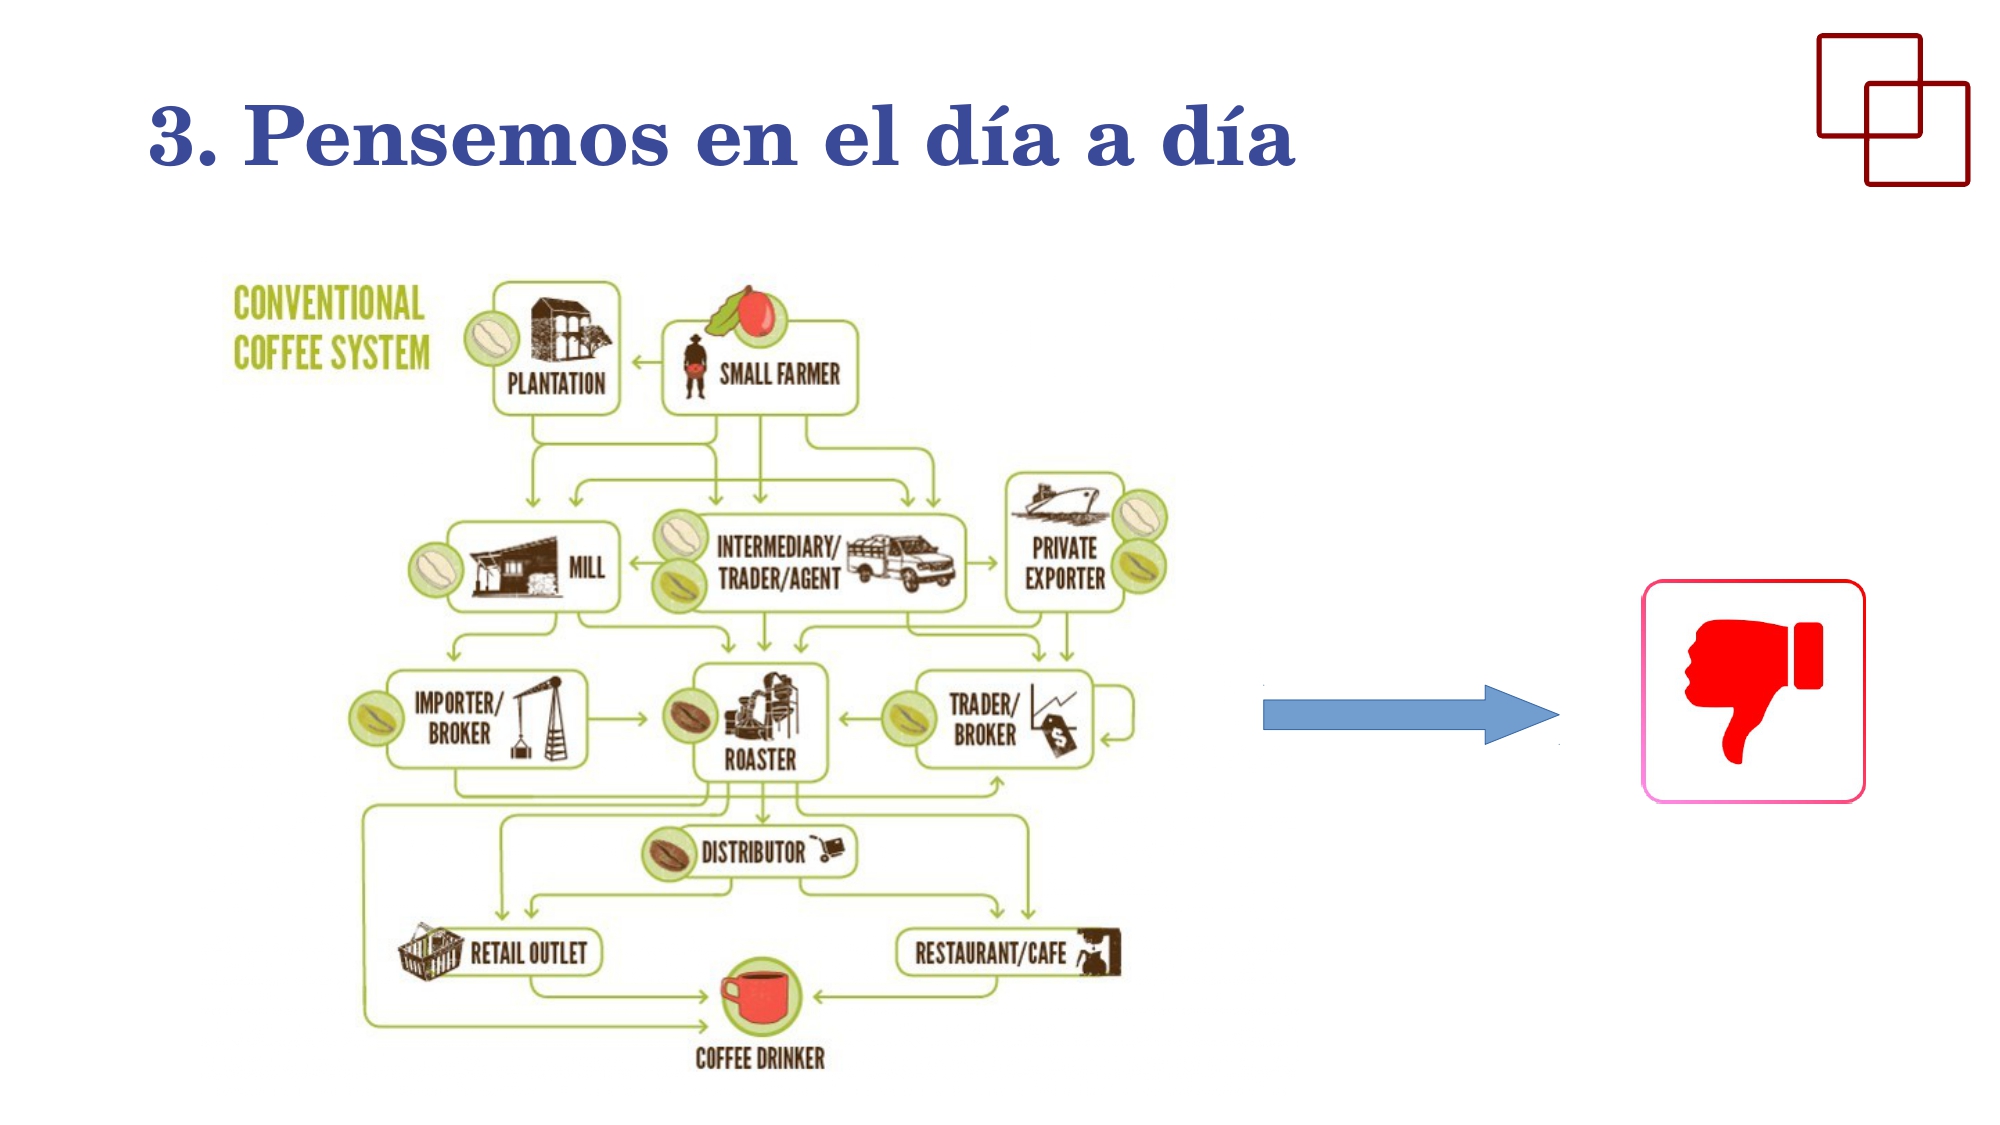 3. Pensemos en el día a día
CONVENTIONAL
COFFEE SYSTEM
PLANTATION
SMALL FARMER
MILL
INTERMEDIARY/
TRADER/AGENT
PRIVATE
EXPORTER
IMPORTER/
BROKER
ROASTER
TRADER/
BROKER
$
DISTRIBUTOR
RETAIL OUTLET
RESTAURANT/CAFE
COFFEE DRINKER